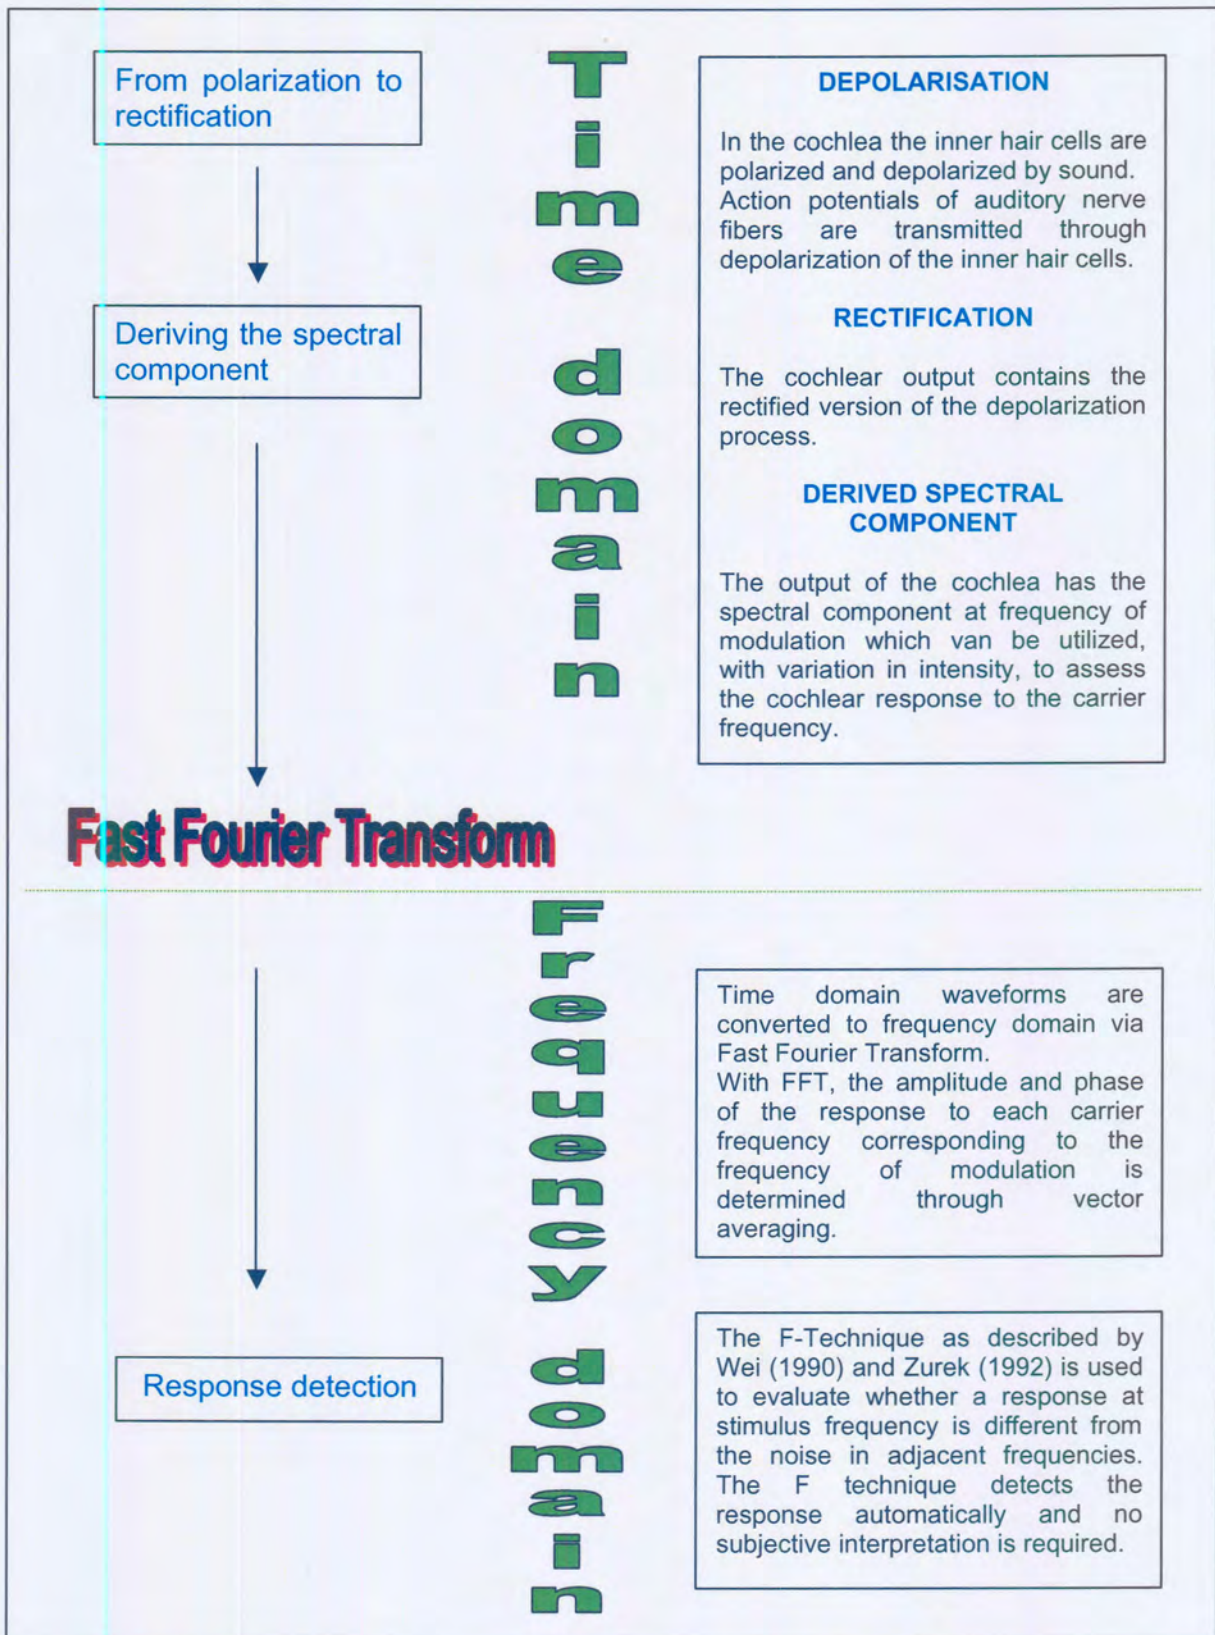 From polarization to
rectification
Deriving the spectral
component
Time domain
DEPOLARISATION
In the cochlea the inner hair cells are
polarized and depolarized by sound.
Action potentials of auditory nerve
fibers are transmitted through
depolarization of the inner hair cells.
RECTIFICATION
The cochlear output contains the
rectified version of the depolarization
process.
DERIVED SPECTRAL
COMPONENT
The output of the cochlea has the
spectral component at frequency of
modulation which van be utilized,
with variation in intensity, to assess
the cochlear response to the carrier
frequency.
Fast Fourier Transform
Frequency domain
Time domain waveforms are
converted to frequency domain via
Fast Fourier Transform.
With FFT, the amplitude and phase
of the response to each carrier
frequency corresponding to the
frequency of modulation is
determined through vector
averaging.
Response detection
The F-Technique as described by
Wei (1990) and Zurek (1992) is used
to evaluate whether a response at
stimulus frequency is different from
the noise in adjacent frequencies.
The F technique detects the
response automatically and no
subjective interpretation is required.